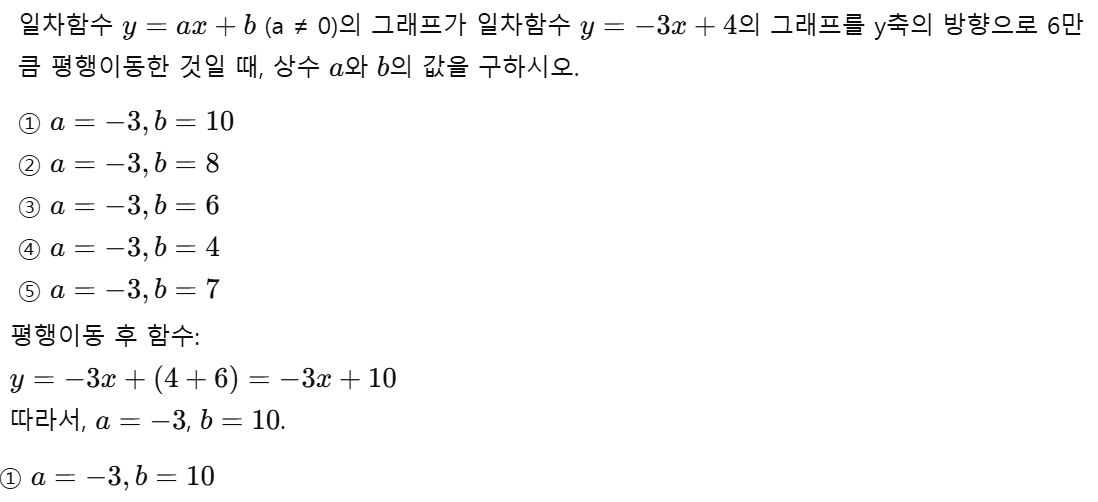 일차함수 y = ax + b (a ≠ 0)의 그래프가 일차함수 y = −3x + 4의 그래프를 y축의 방향으로 6만
큼 평행이동한 것일 때, 상수 a와 b의 값을 구하시오.
① a = −3, b = 10
② a = −3, b = 8
③ a = −3, b = 6
④ a = −3, b = 4
⑤ a = −3, b = 7
평행이동 후 함수:
y = −3x + (4 + 6) = −3x + 10
따라서, a = −3, b = 10.
① a = −3, b = 10